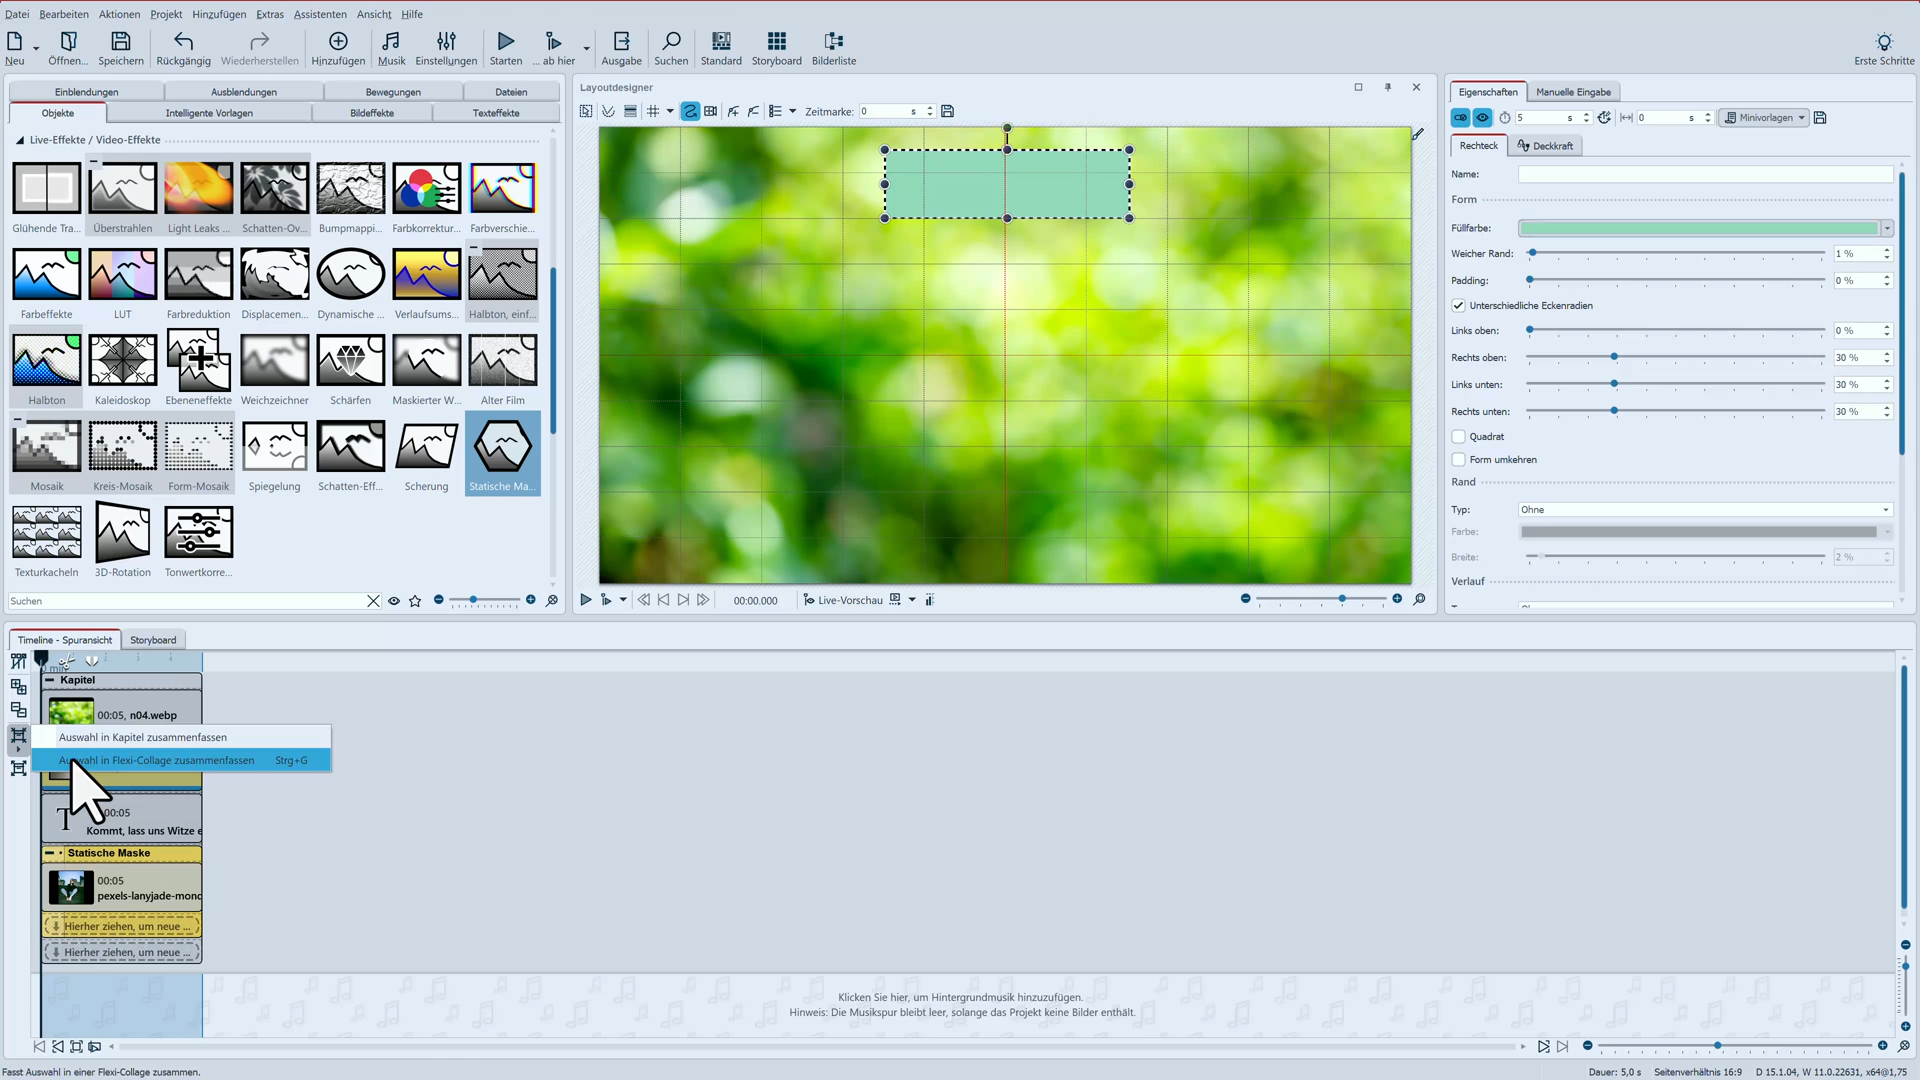 Datei Bearbeiten Aktionen Projekt Hinzufügen Extras Assistenten Ansicht Hilfe
Neu Öffnen... Speichern Rückgängig Wiederherstellen Hinzufügen Musik Einstellungen Starten ... ab hier Ausgabe Suchen Standard Storyboard Bilderliste Erste Schritte
Einblendungen Ausblendungen Bewegungen Dateien
Objekte Intelligente Vorlagen Bildeffekte Texteffekte
Live-Effekte / Video-Effekte
Glühende Tra... Überstrahlen Light Leaks ... Schatten-Ov... Bumpmappi... Farbkorrektur... Farbverschie...
Farbeffekte LUT Farbreduktion Displacemen... Dynamische ... Verlaufsums... Halbton, einf...
Halbton Kaleidoskop Ebeneneffekte Weichzeichner Schärfen Maskierter W... Alter Film
Mosaik Kreis-Mosaik Form-Mosaik Spiegelung Schatten-Eff... Scherung Statische Ma...
Texturkacheln 3D-Rotation Tonwertkorre...
Suchen
Layoutdesigner
Zeitmarke: 0 s
00:00.000 Live-Vorschau
Eigenschaften Manuelle Eingabe
5 s 0 s Minivorlagen
Rechteck Deckkraft
Name:
Form
Füllfarbe:
Weicher Rand: 1 %
Padding: 0 %
Unterschiedliche Eckenradien
Links oben: 0 %
Rechts oben: 30 %
Links unten: 30 %
Rechts unten: 30 %
Quadrat
Form umkehren
Rand
Typ: Ohne
Farbe:
Breite: 2 %
Verlauf
Timeline - Spuransicht Storyboard
Kapitel
00:05, n04.webp
Auswahl in Kapitel zusammenfassen
Auswahl in Flexi-Collage zusammenfassen Strg+G
T 00:05
Kommt, lass uns Witze e
Statische Maske
00:05
pexels-lanyjade-mond
Hierher ziehen, um neue ...
Hierher ziehen, um neue ...
Klicken Sie hier, um Hintergrundmusik hinzuzufügen.
Hinweis: Die Musikspur bleibt leer, solange das Projekt keine Bilder enthält.
Fasst Auswahl in einer Flexi-Collage zusammen. Dauer: 5,0 s Seitenverhältnis 16:9 D 15.1.04, W 11.0.22631, x64@1,75